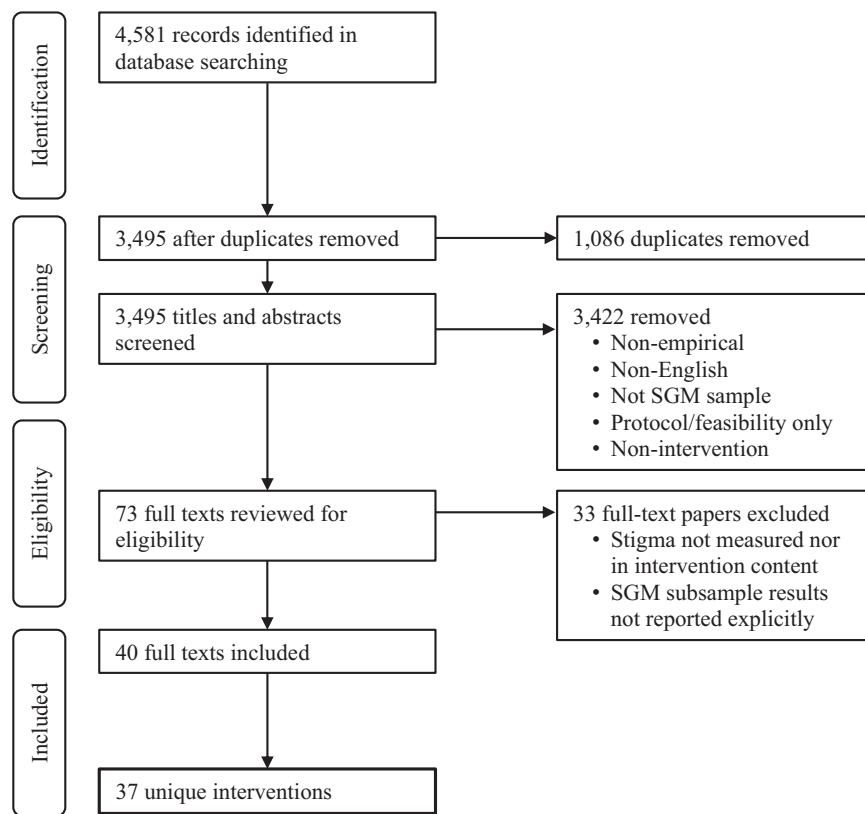 Identification
4,581 records identified in
database searching
Screening
3,495 after duplicates removed
1,086 duplicates removed
3,495 titles and abstracts
screened
3,422 removed
• Non-empirical
• Non-English
• Not SGM sample
• Protocol/feasibility only
• Non-intervention
Eligibility
73 full texts reviewed for
eligibility
33 full-text papers excluded
• Stigma not measured nor
in intervention content
• SGM subsample results
not reported explicitly
Included
40 full texts included
37 unique interventions